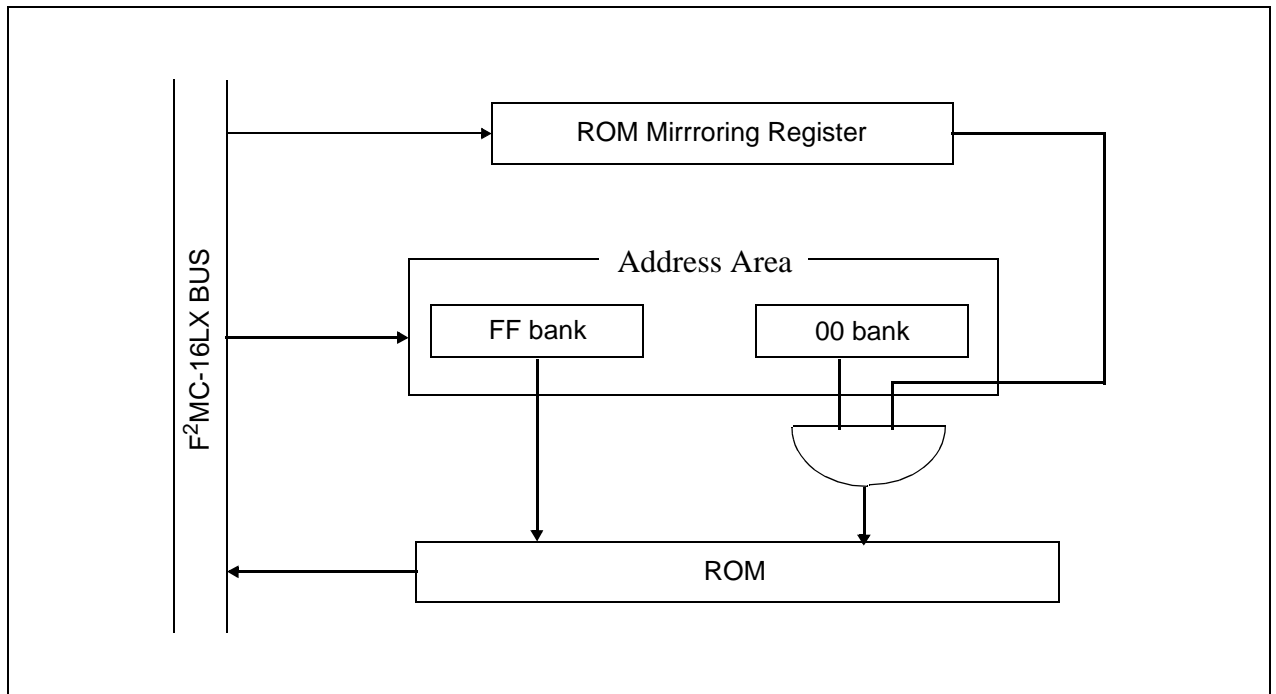 ROM Mirrroring Register
Address Area
FF bank
00 bank
F²MC-16LX BUS
ROM